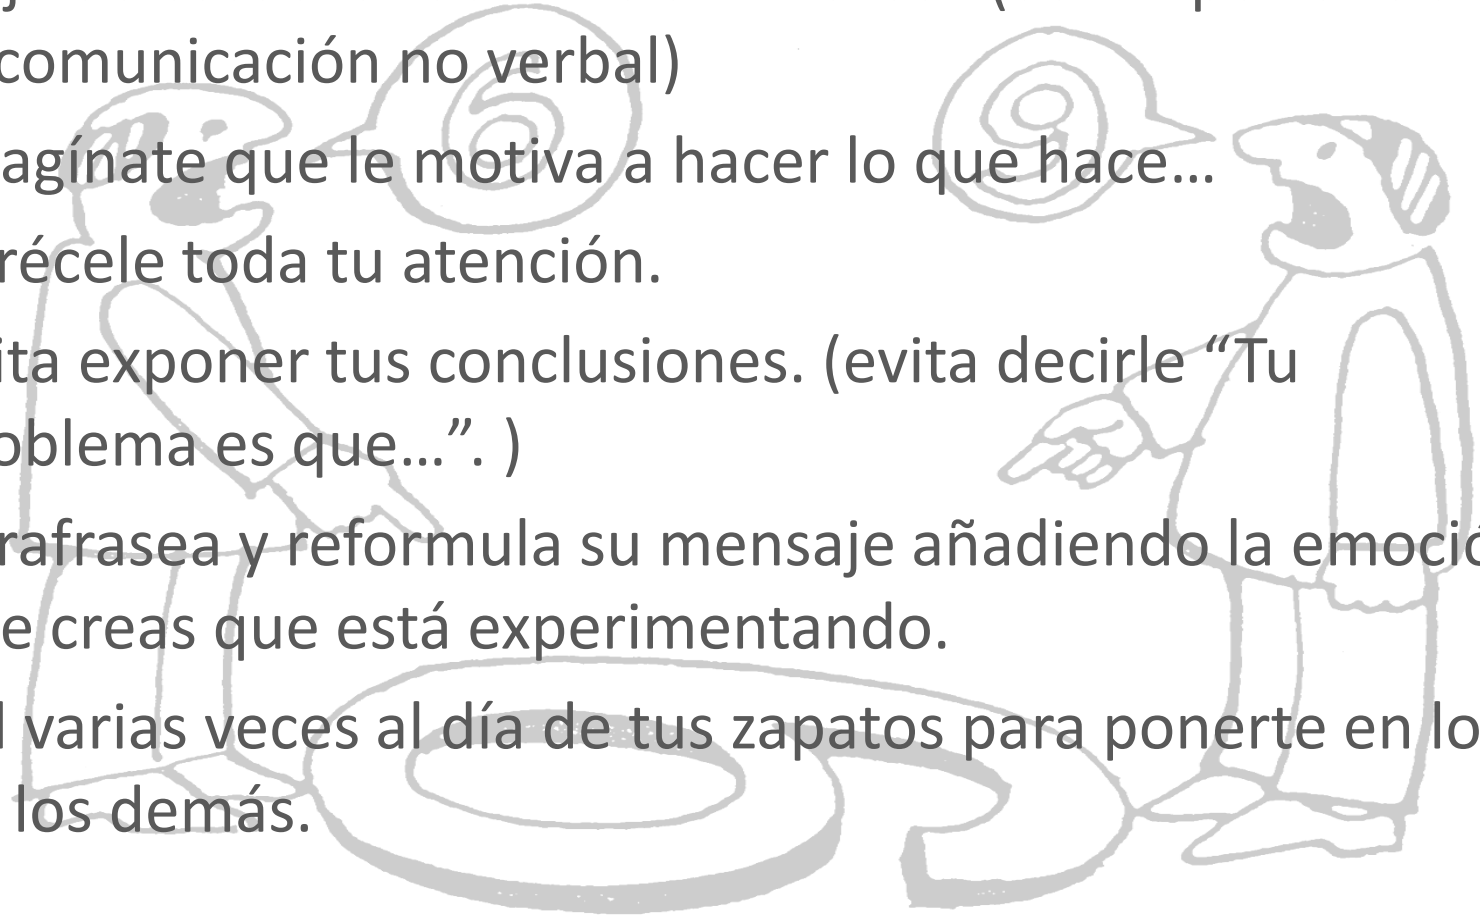 comunicación no verbal)
agínate que le motiva a hacer lo que hace...
récele toda tu atención.
ita exponer tus conclusiones. (evita decirle “Tu
oblema es que...”. )
rafrasea y reformula su mensaje añadiendo la emoció
e creas que está experimentando.
l varias veces al día de tus zapatos para ponerte en lo
los demás.
6
9